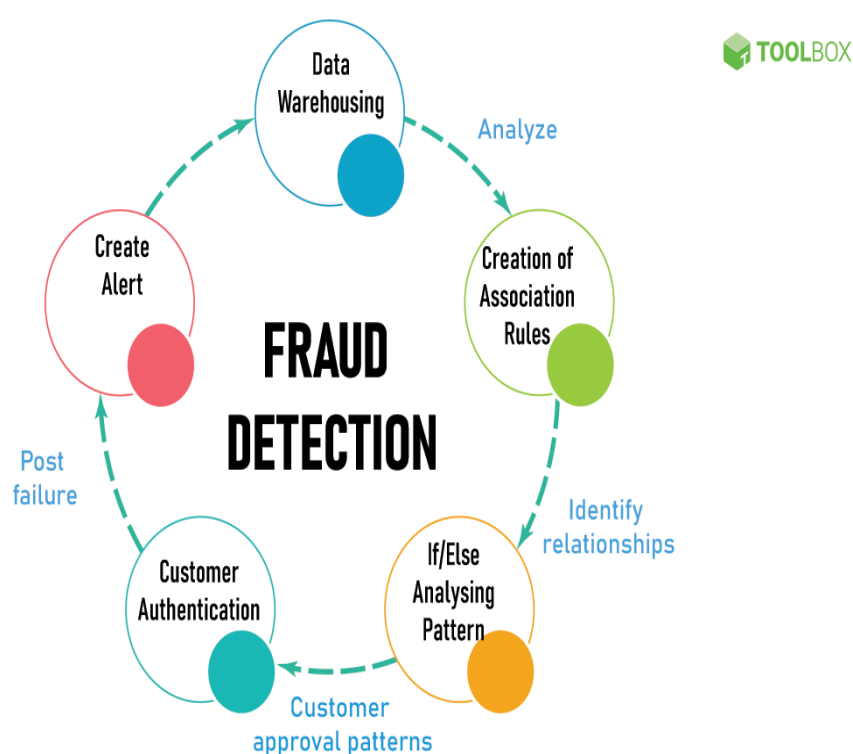 TOOLBOX
Data
Warehousing
Analyze
Creation of
Association
Rules
Identify
relationships
If/Else
Analysing
Pattern
Customer
approval patterns
Customer
Authentication
Post
failure
Create
Alert
FRAUD
DETECTION